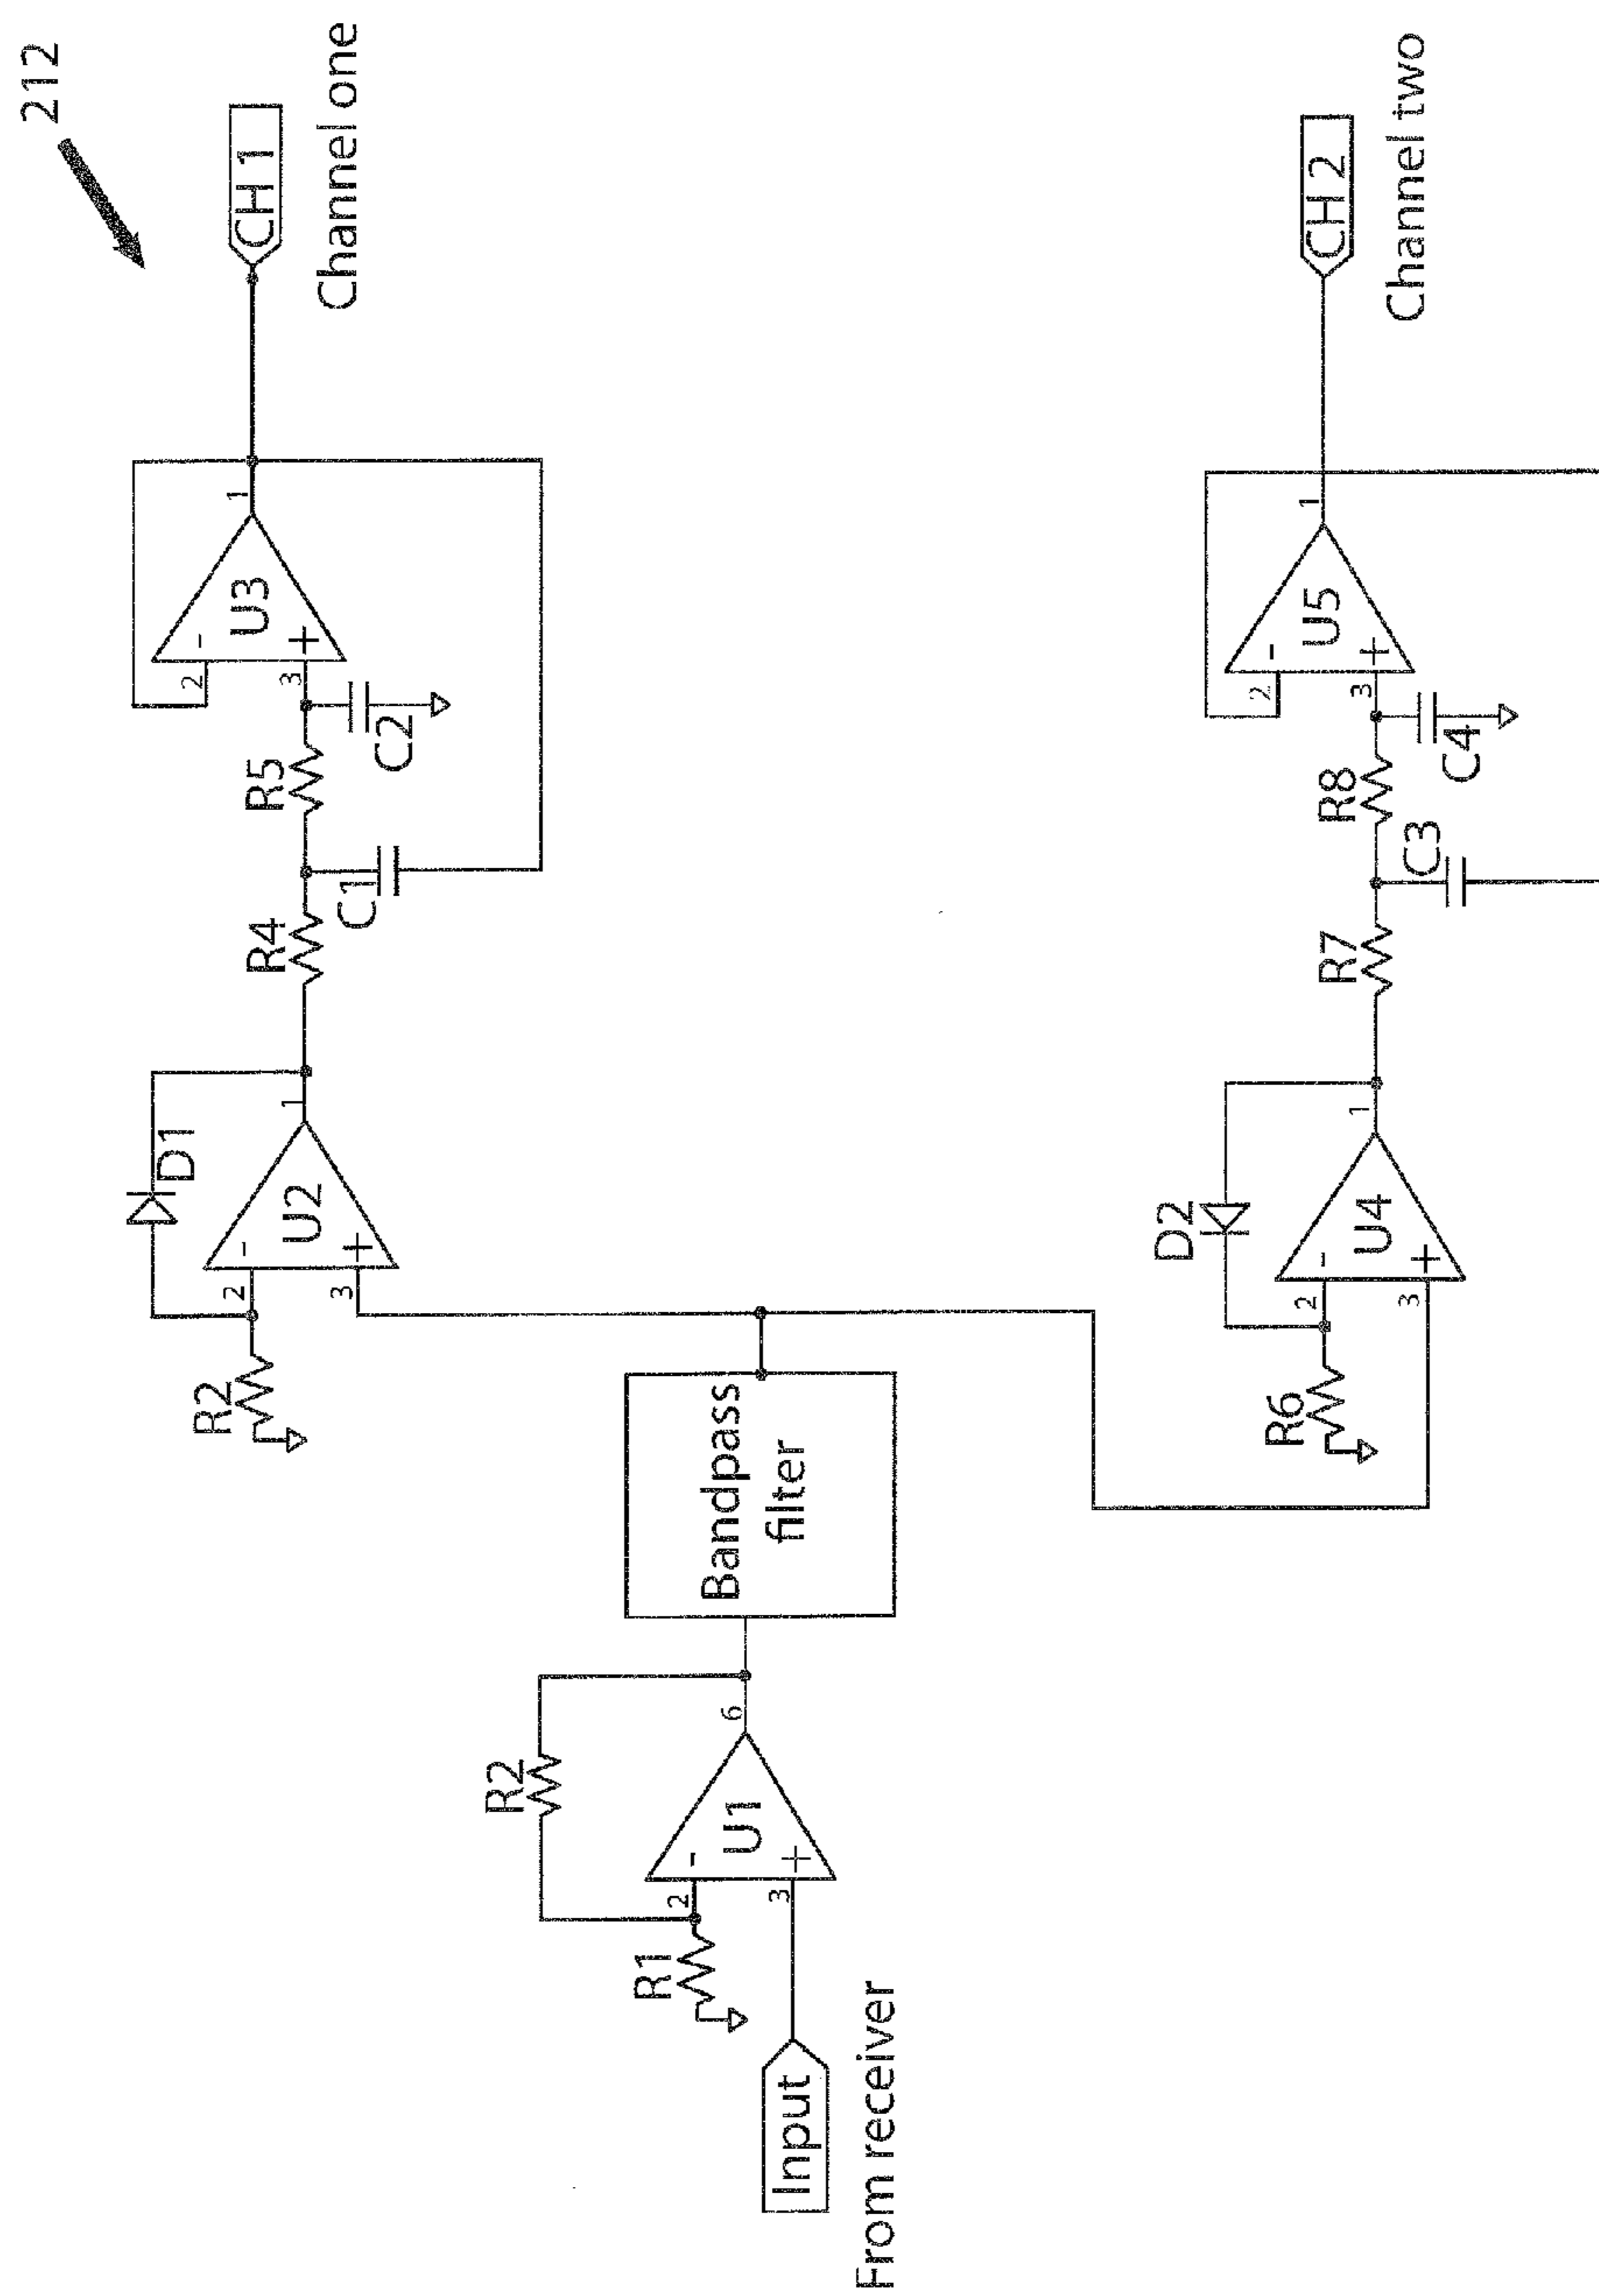 212
CH 1
Channel one
1
2
-
U3
+
3
R5
C2
C1
R4
D1
1
2
-
U2
+
3
R2
Bandpass
filter
R2
6
2
-
U1
+
3
R1
Input
From receiver
CH 2
Channel two
1
2
-
U5
+
3
R8
C4
C3
R7
D2
1
2
-
U4
+
3
R6